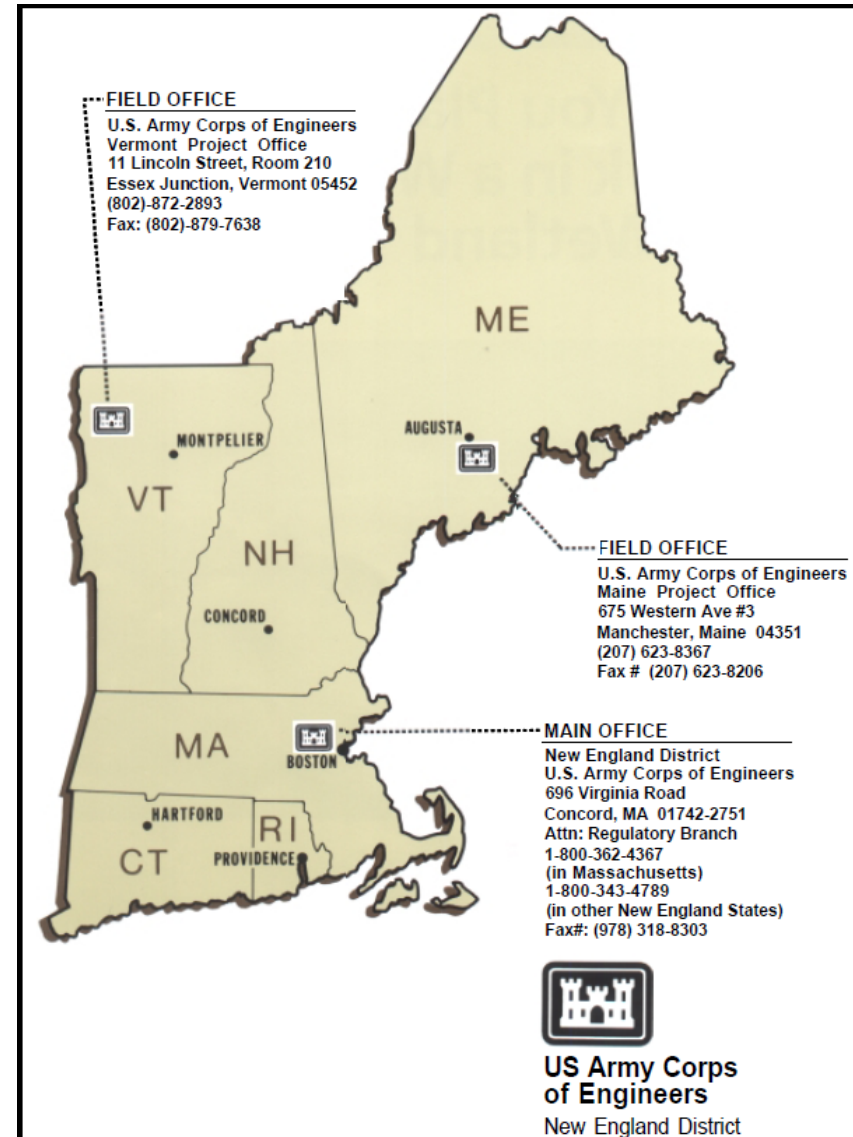 FIELD OFFICE
U.S. Army Corps of Engineers
Vermont Project Office
11 Lincoln Street, Room 210
Essex Junction, Vermont 05452
(802)-872-2893
Fax: (802)-879-7638
ME
AUGUSTA
MONTPELIER
VT
NH
CONCORD
FIELD OFFICE
U.S. Army Corps of Engineers
Maine Project Office
675 Western Ave #3
Manchester, Maine 04351
(207) 623-8367
Fax # (207) 623-8206
MA
BOSTON
HARTFORD
CT
RI
PROVIDENCE
MAIN OFFICE
New England District
U.S. Army Corps of Engineers
696 Virginia Road
Concord, MA 01742-2751
Attn: Regulatory Branch
1-800-362-4367
(in Massachusetts)
1-800-343-4789
(in other New England States)
Fax#: (978) 318-8303
US Army Corps
of Engineers
New England District